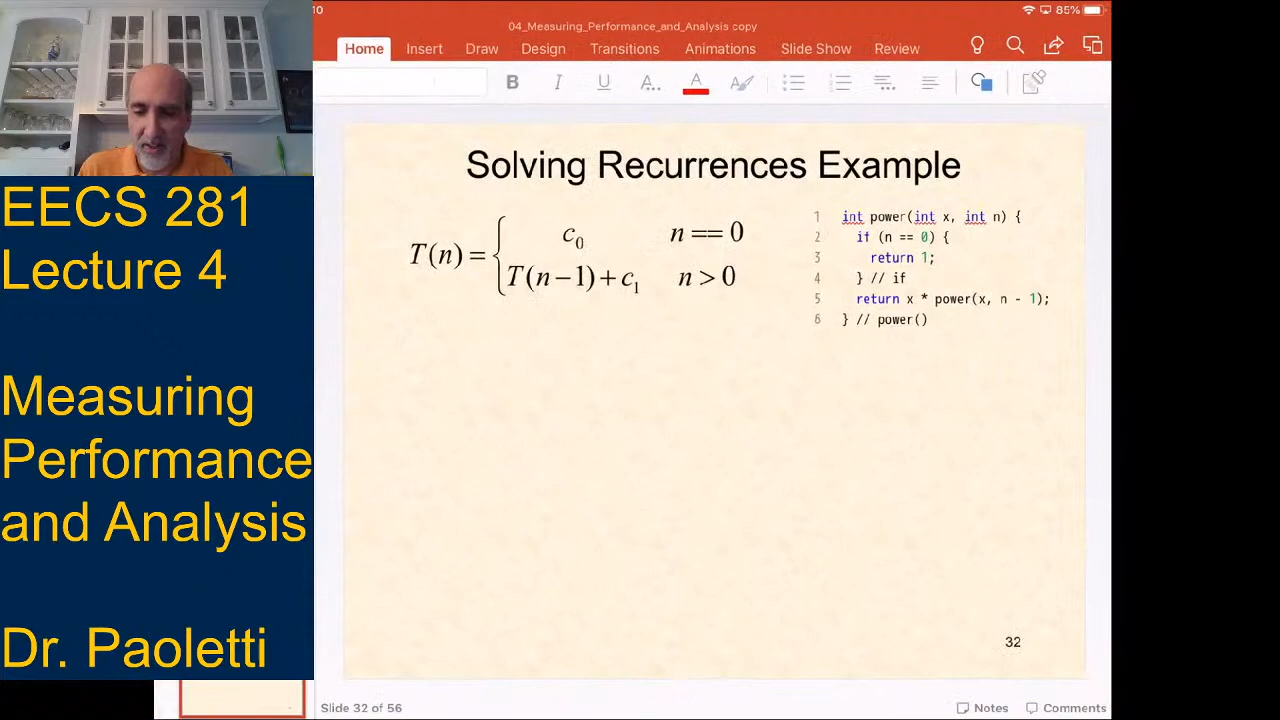 10
85%
04_Measuring_Performance_and_Analysis copy
Home Insert Draw Design Transitions Animations Slide Show Review
B I U A.. A
EECS 281
Lecture 4
Measuring
Performance
and Analysis
Dr. Paoletti
Solving Recurrences Example
T(n) = { c₀ n == 0
T(n−1)+c₁ n > 0
1 int power(int x, int n) {
2 if (n == 0) {
3 return 1;
4 } // if
5 return x * power(x, n - 1);
6 } // power()
32
Slide 32 of 56
Notes Comments